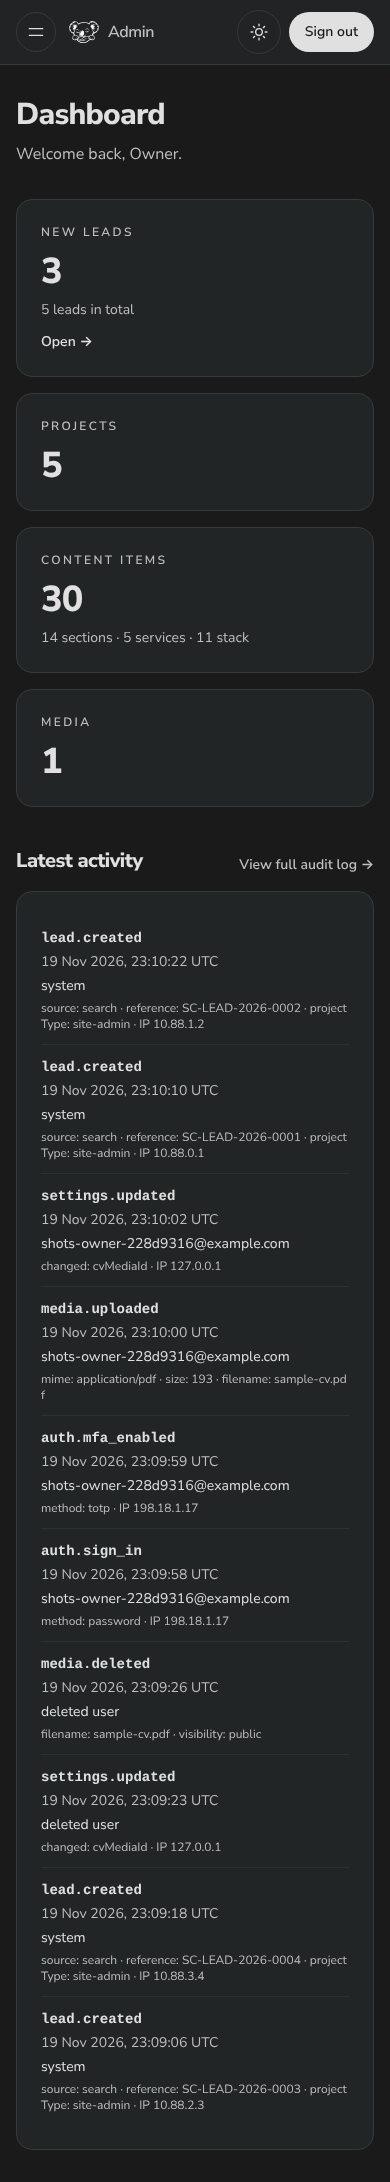 Admin
Sign out
Dashboard
Welcome back, Owner.
NEW LEADS
3
5 leads in total
Open →
PROJECTS
5
CONTENT ITEMS
30
14 sections · 5 services · 11 stack
MEDIA
1
Latest activity
View full audit log →
lead.created
19 Nov 2026, 23:10:22 UTC
system
source: search · reference: SC-LEAD-2026-0002 · project
Type: site-admin · IP 10.88.1.2
lead.created
19 Nov 2026, 23:10:10 UTC
system
source: search · reference: SC-LEAD-2026-0001 · project
Type: site-admin · IP 10.88.0.1
settings.updated
19 Nov 2026, 23:10:02 UTC
shots-owner-228d9316@example.com
changed: cvMediaId · IP 127.0.0.1
media.uploaded
19 Nov 2026, 23:10:00 UTC
shots-owner-228d9316@example.com
mime: application/pdf · size: 193 · filename: sample-cv.pd
f
auth.mfa_enabled
19 Nov 2026, 23:09:59 UTC
shots-owner-228d9316@example.com
method: totp · IP 198.18.1.17
auth.sign_in
19 Nov 2026, 23:09:58 UTC
shots-owner-228d9316@example.com
method: password · IP 198.18.1.17
media.deleted
19 Nov 2026, 23:09:26 UTC
deleted user
filename: sample-cv.pdf · visibility: public
settings.updated
19 Nov 2026, 23:09:23 UTC
deleted user
changed: cvMediaId · IP 127.0.0.1
lead.created
19 Nov 2026, 23:09:18 UTC
system
source: search · reference: SC-LEAD-2026-0004 · project
Type: site-admin · IP 10.88.3.4
lead.created
19 Nov 2026, 23:09:06 UTC
system
source: search · reference: SC-LEAD-2026-0003 · project
Type: site-admin · IP 10.88.2.3